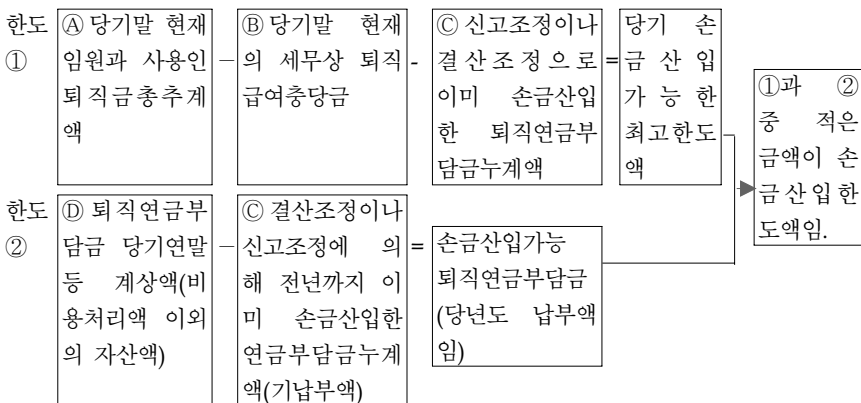 한도
①
Ⓐ 당기말 현재
임원과 사용인
퇴직금총추계
액
－
Ⓑ 당기말 현재
의 세무상 퇴직
급여충당금
-
Ⓒ 신고조정이나
결산조정으로
이미 손금산입
한 퇴직연금부
담금누계액
=
당기 손
금 산 입
가 능 한
최고한도
액
①과 ②
중 적은
금액이 손
금산입한
도액임.
한도
②
Ⓓ 퇴직연금부
담금 당기연말
등 계상액(비
용처리액 이외
의 자산액)
－
Ⓒ 결산조정이나
신고조정에 의
해 전년까지 이
미 손금산입한
연금부담금누계
액(기납부액)
=
손금산입가능
퇴직연금부담금
(당년도 납부액
임)